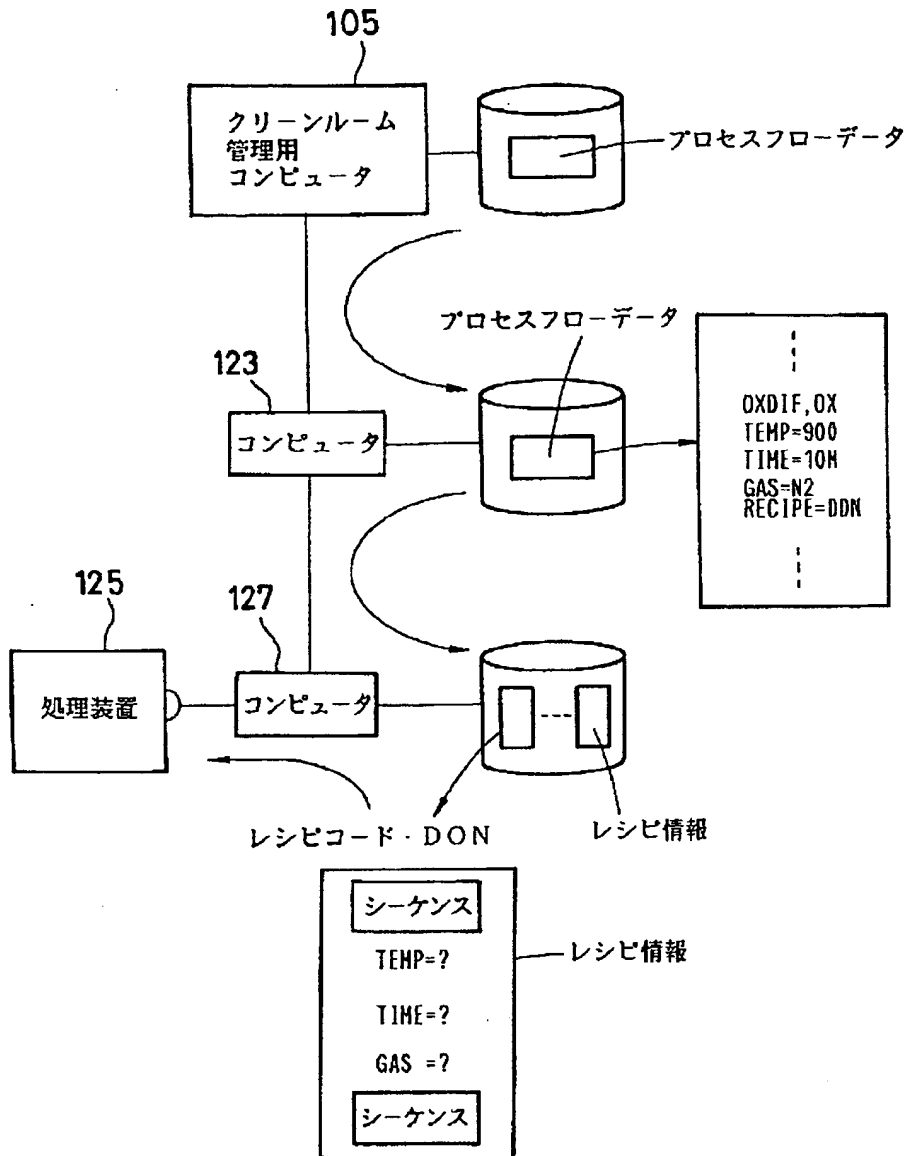 105
クリーンルーム
管理用
コンピュータ
プロセスフローデータ
プロセスフローデータ
123
コンピュータ
OXDIF,OX
TEMP=900
TIME=10M
GAS=N2
RECIPE=DDN
125
処理装置
127
コンピュータ
レシピコード・DON
レシピ情報
シーケンス
TEMP=?
TIME=?
GAS =?
シーケンス
レシピ情報